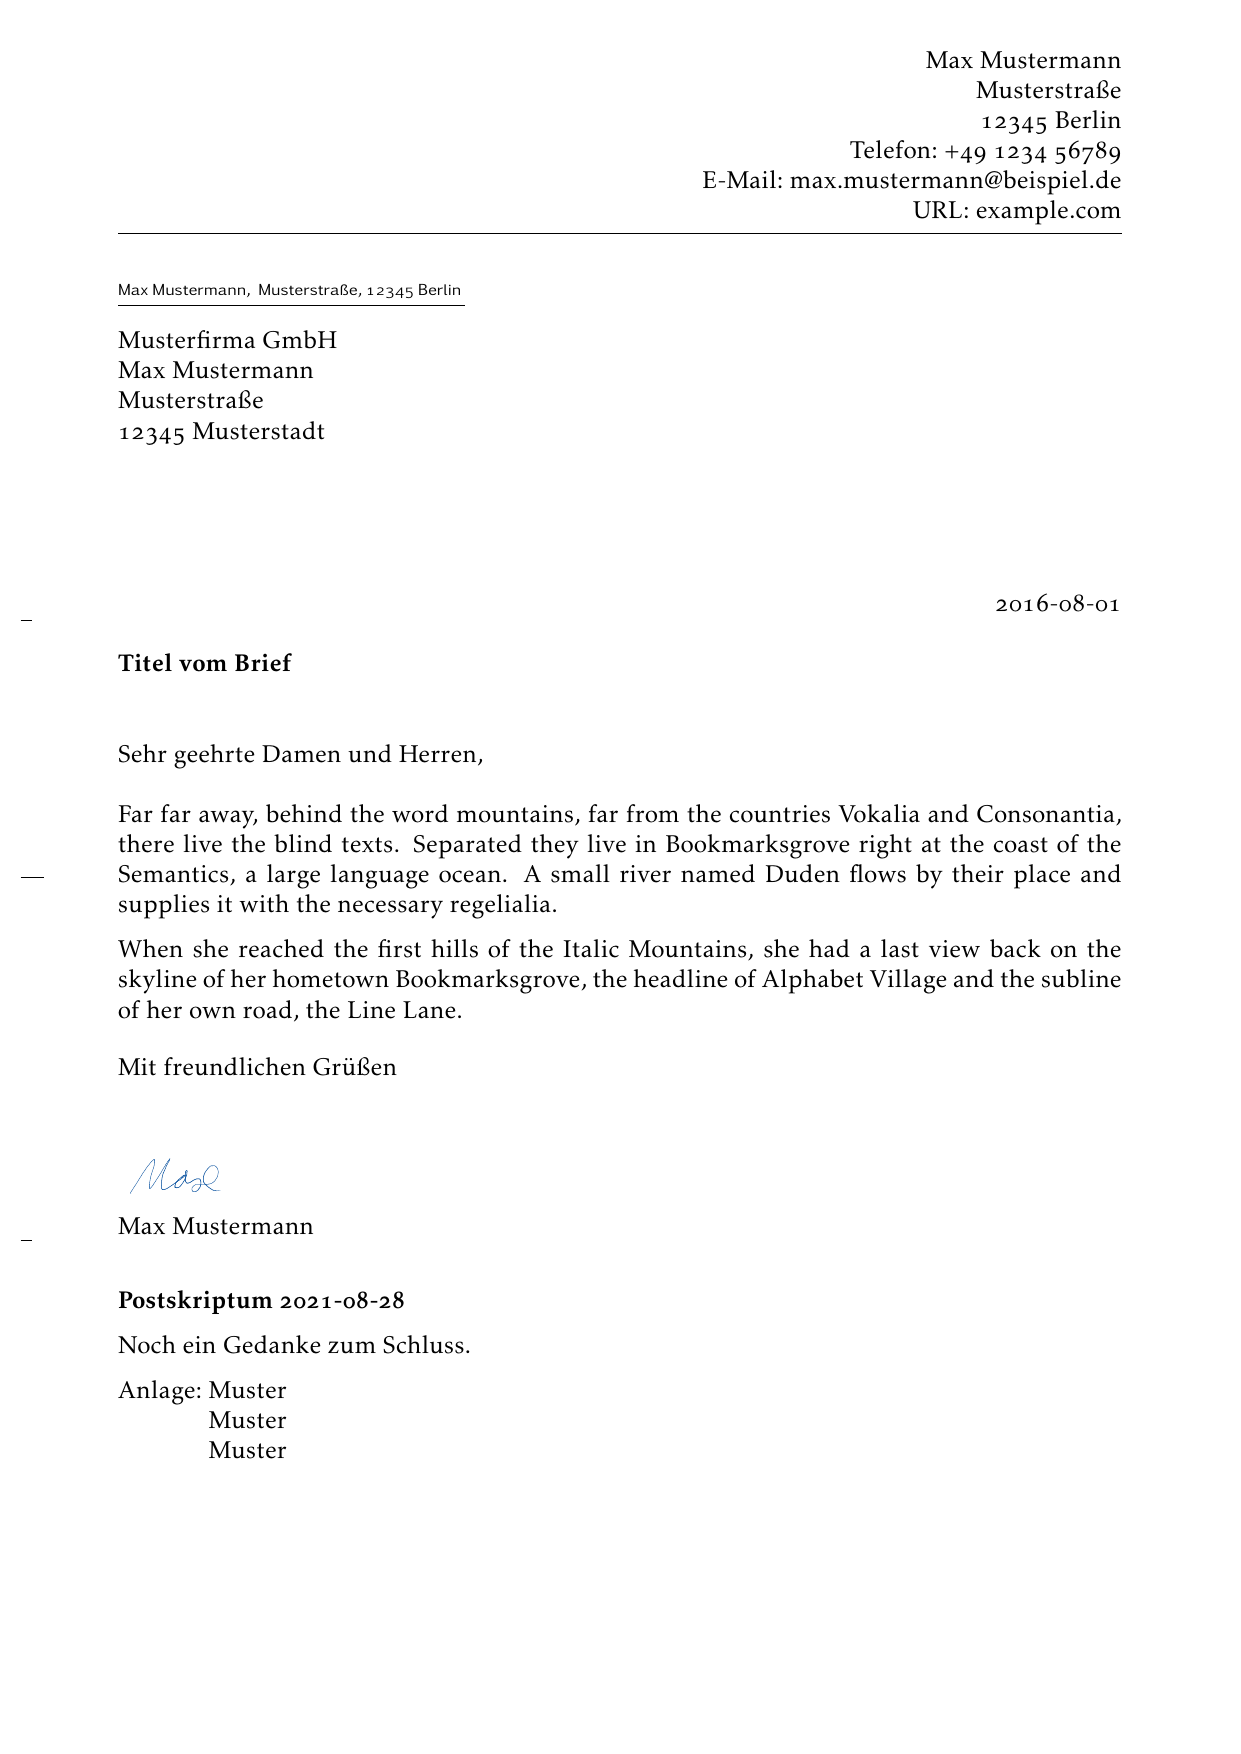 Max Mustermann
Musterstraße
12345 Berlin
Telefon: +49 1234 56789
E-Mail: max.mustermann@beispiel.de
URL: example.com
Max Mustermann, Musterstraße, 12345 Berlin
Musterfirma GmbH
Max Mustermann
Musterstraße
12345 Musterstadt
2016-08-01
Titel vom Brief
Sehr geehrte Damen und Herren,
Far far away, behind the word mountains, far from the countries Vokalia and Consonantia,
there live the blind texts. Separated they live in Bookmarksgrove right at the coast of the
Semantics, a large language ocean. A small river named Duden flows by their place and
supplies it with the necessary regelialia.
When she reached the first hills of the Italic Mountains, she had a last view back on the
skyline of her hometown Bookmarksgrove, the headline of Alphabet Village and the subline
of her own road, the Line Lane.
Mit freundlichen Grüßen
Max Mustermann
Postskriptum 2021-08-28
Noch ein Gedanke zum Schluss.
Anlage: Muster
Muster
Muster